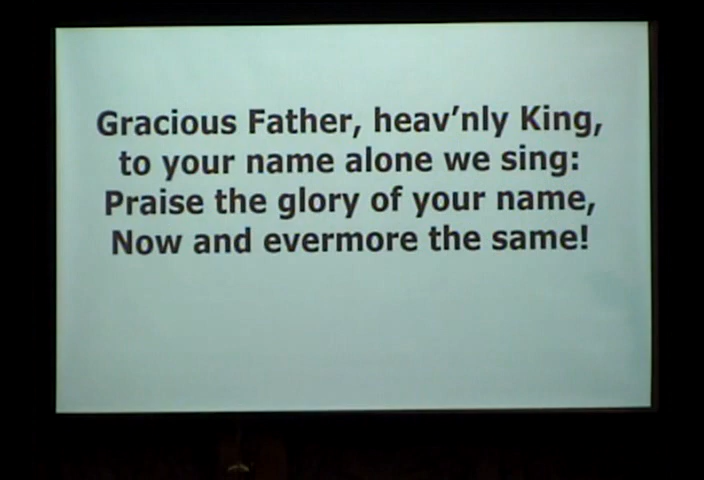 Gracious Father, heav’nly King,
to your name alone we sing:
Praise the glory of your name,
Now and evermore the same!